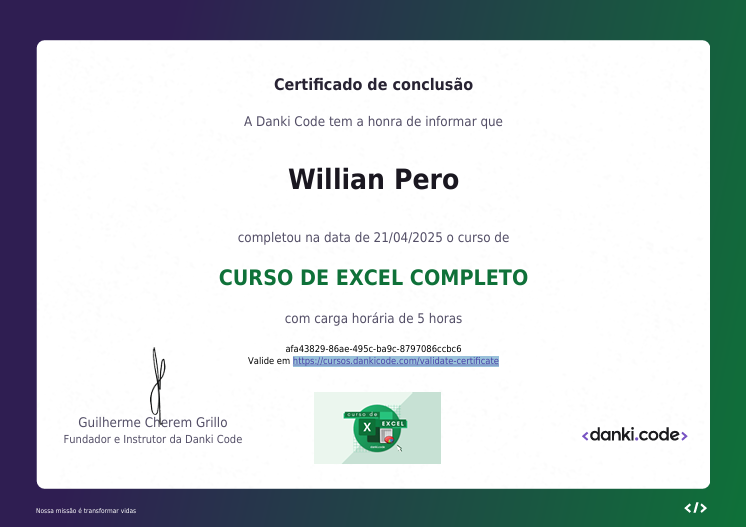 Certificado de conclusão
A Danki Code tem a honra de informar que
Willian Pero
completou na data de 21/04/2025 o curso de
CURSO DE EXCEL COMPLETO
com carga horária de 5 horas
afa43829-86ae-495c-ba9c-8797086ccbc6
Valide em https://cursos.dankicode.com/validate-certificate
Guilherme Cherem Grillo
Fundador e Instrutor da Danki Code
curso de
X EXCEL
<danki.code>
Nossa missão é transformar vidas
</>